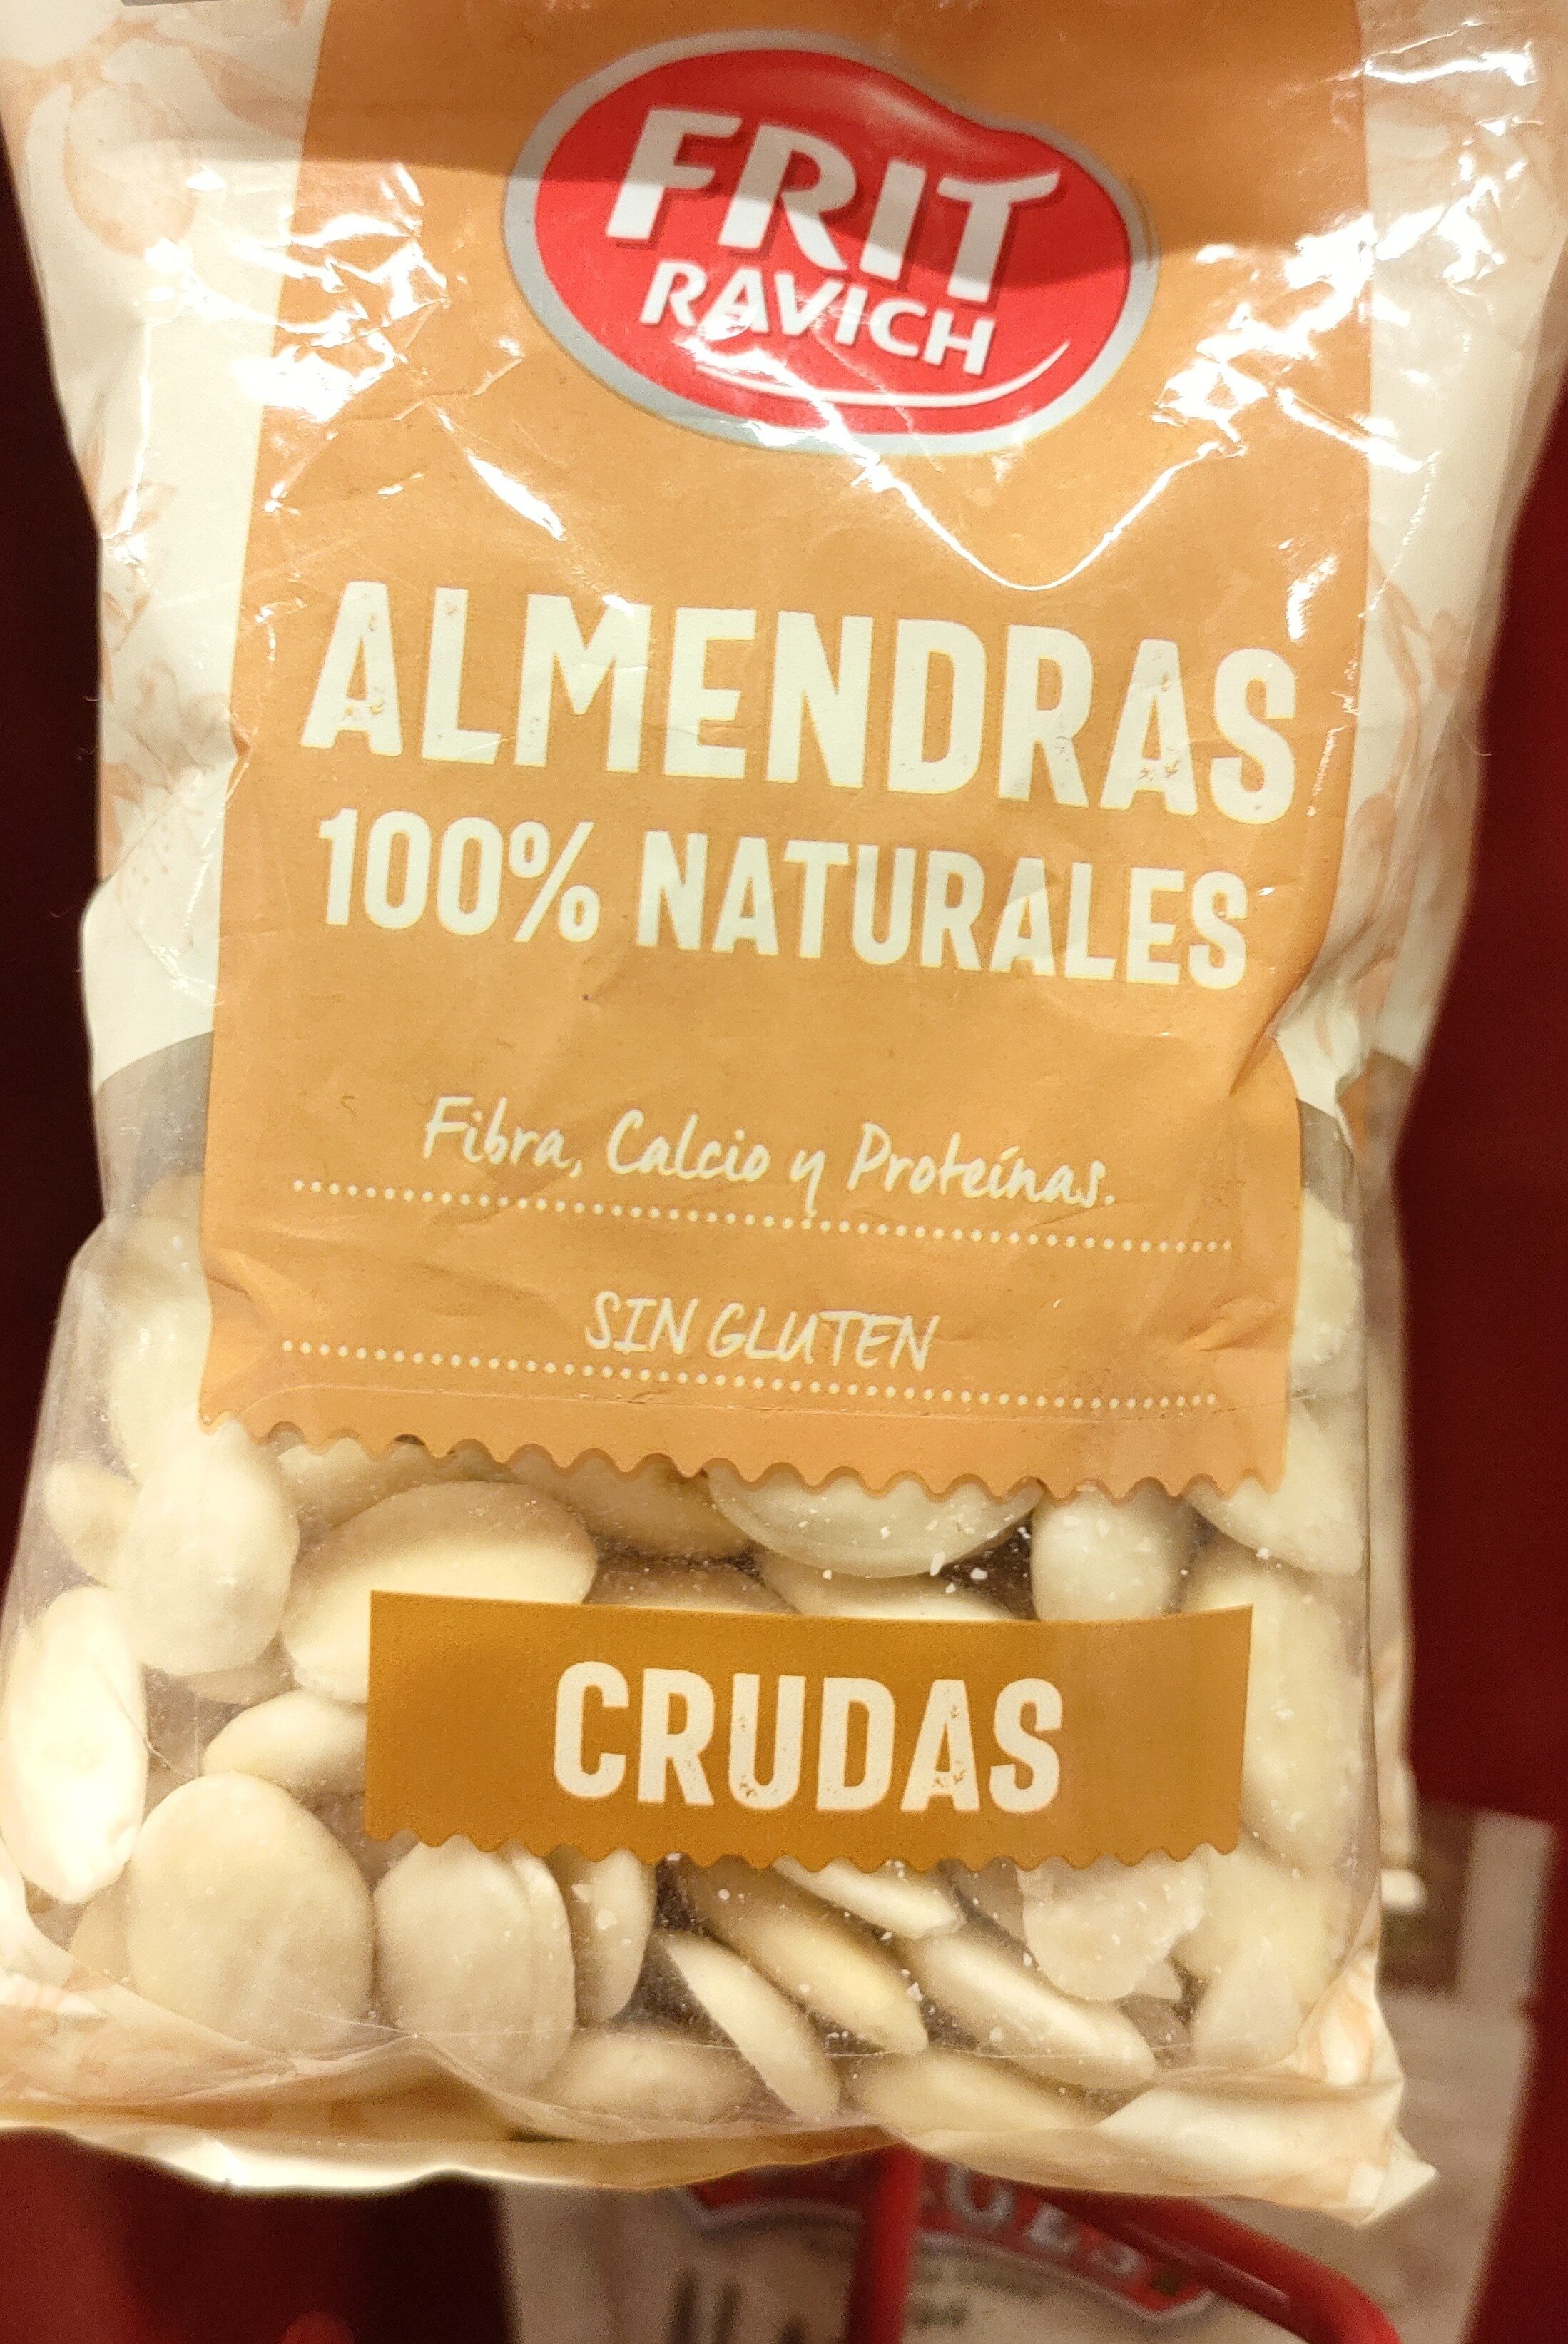 FRIT
RAVICH
ALMENDRAS
100% NATURALES
Fibra, Calcio y Proteínas.
SIN GLUTEN
CRUDAS